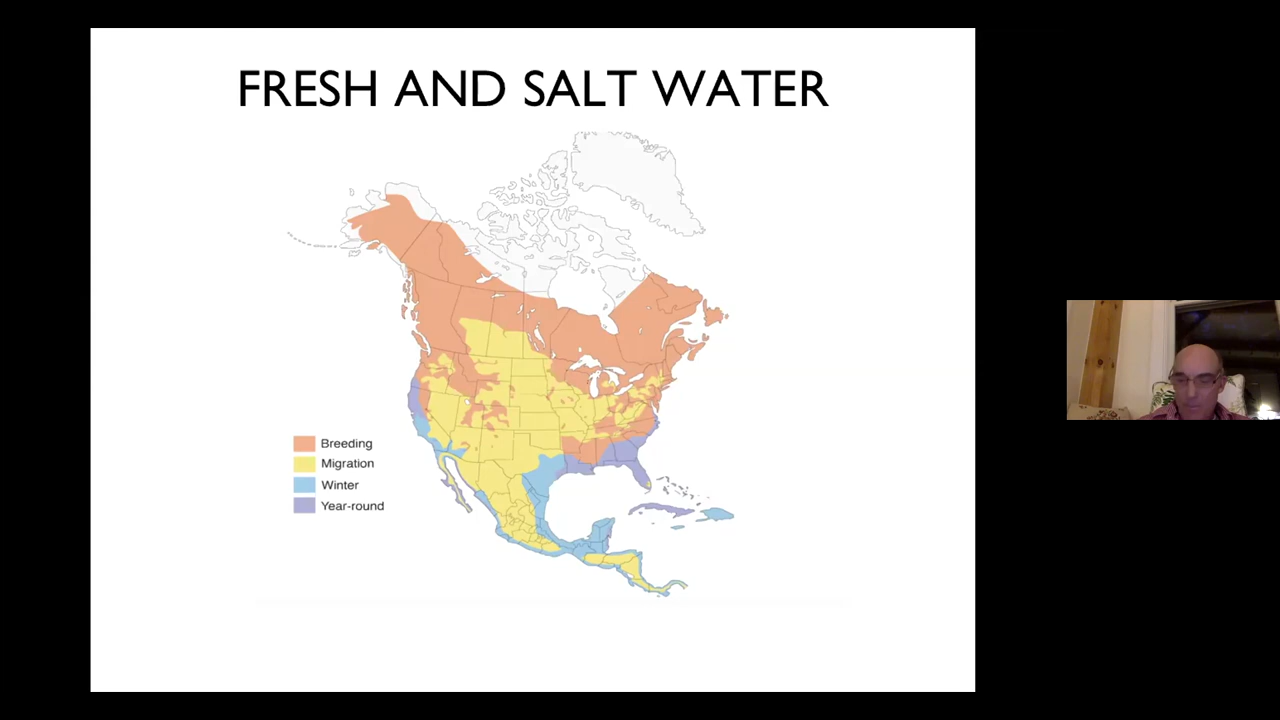 FRESH AND SALT WATER
Breeding
Migration
Winter
Year-round